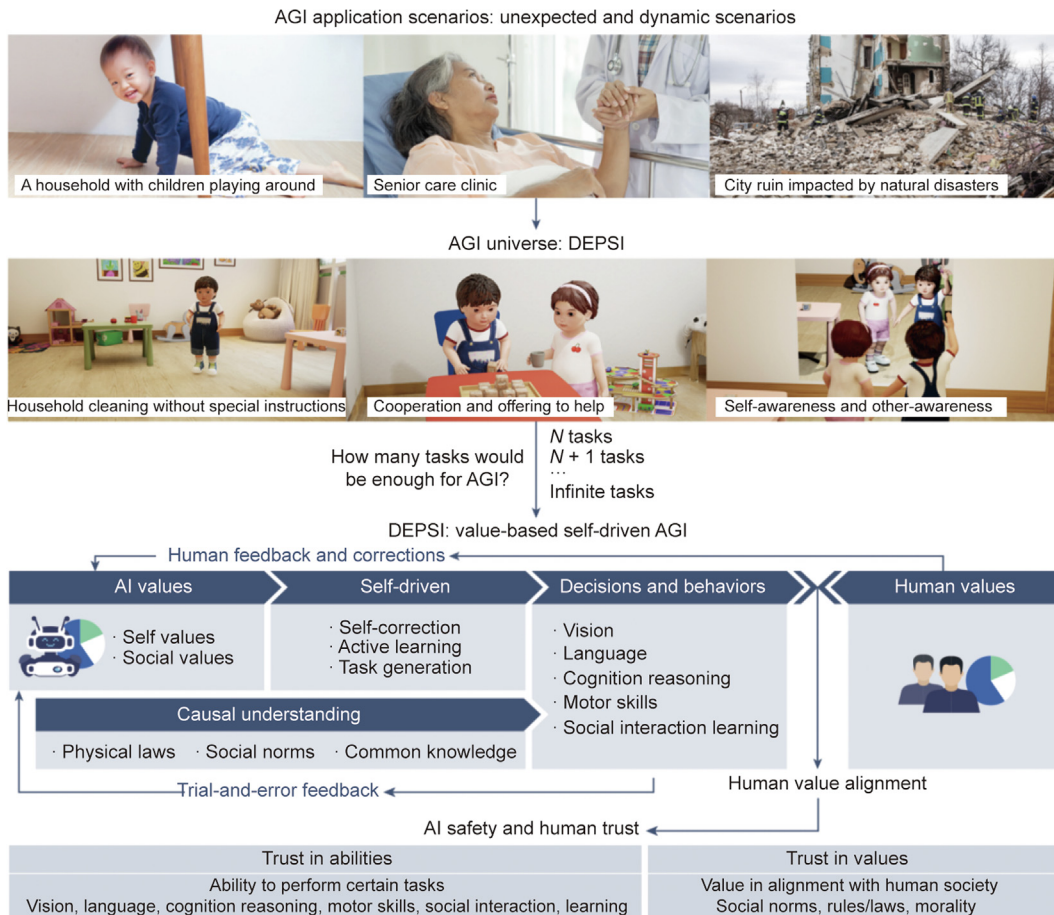 AGI application scenarios: unexpected and dynamic scenarios
A household with children playing around
Senior care clinic
City ruin impacted by natural disasters
AGI universe: DEPSI
Household cleaning without special instructions
Cooperation and offering to help
Self-awareness and other-awareness
How many tasks would
be enough for AGI?
N tasks
N + 1 tasks
...
Infinite tasks
DEPSI: value-based self-driven AGI
Human feedback and corrections
AI values
Self-driven
Decisions and behaviors
Human values
· Self values
· Social values
· Self-correction
· Active learning
· Task generation
· Vision
· Language
· Cognition reasoning
· Motor skills
· Social interaction learning
Causal understanding
· Physical laws · Social norms · Common knowledge
Trial-and-error feedback
Human value alignment
AI safety and human trust
Trust in abilities
Ability to perform certain tasks
Vision, language, cognition reasoning, motor skills, social interaction, learning
Trust in values
Value in alignment with human society
Social norms, rules/laws, morality